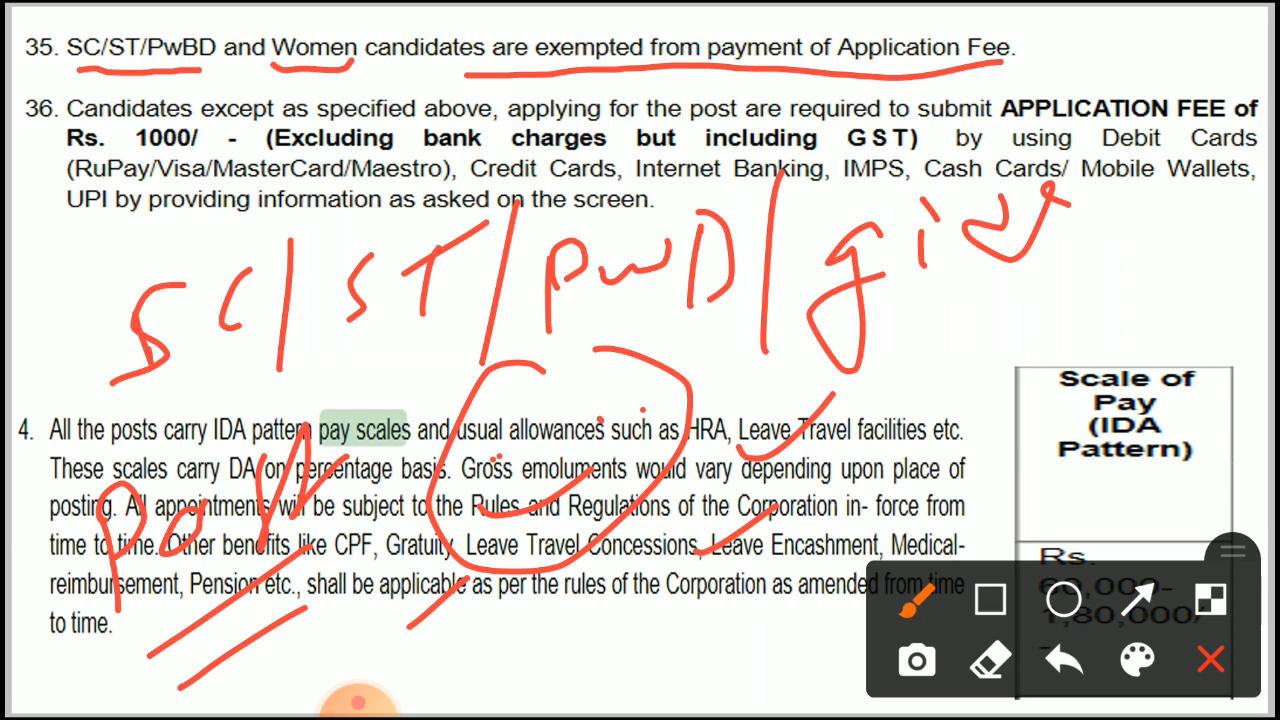 35. SC/ST/PwBD and Women candidates are exempted from payment of Application Fee.
36. Candidates except as specified above, applying for the post are required to submit APPLICATION FEE of
Rs. 1000/ - (Excluding bank charges but including G S T) by using Debit Cards
(RuPay/Visa/MasterCard/Maestro), Credit Cards, Internet Banking, IMPS, Cash Cards/ Mobile Wallets,
UPI by providing information as asked on the screen.
SC/ST/PwD/
4. All the posts carry IDA pattern pay scales and usual allowances such as HRA, Leave Travel facilities etc.
These scales carry DA on percentage basis. Gross emoluments would vary depending upon place of
posting. All appointments will be subject to the Rules and Regulations of the Corporation in- force from
time to time. Other benefits like CPF, Gratuity, Leave Travel Concessions, Leave Encashment, Medical-
reimbursement, Pension etc., shall be applicable as per the rules of the Corporation as amended from time
to time.
Scale of
Pay
(IDA
Pattern)
Rs.
60,000-
1,80,000/
-